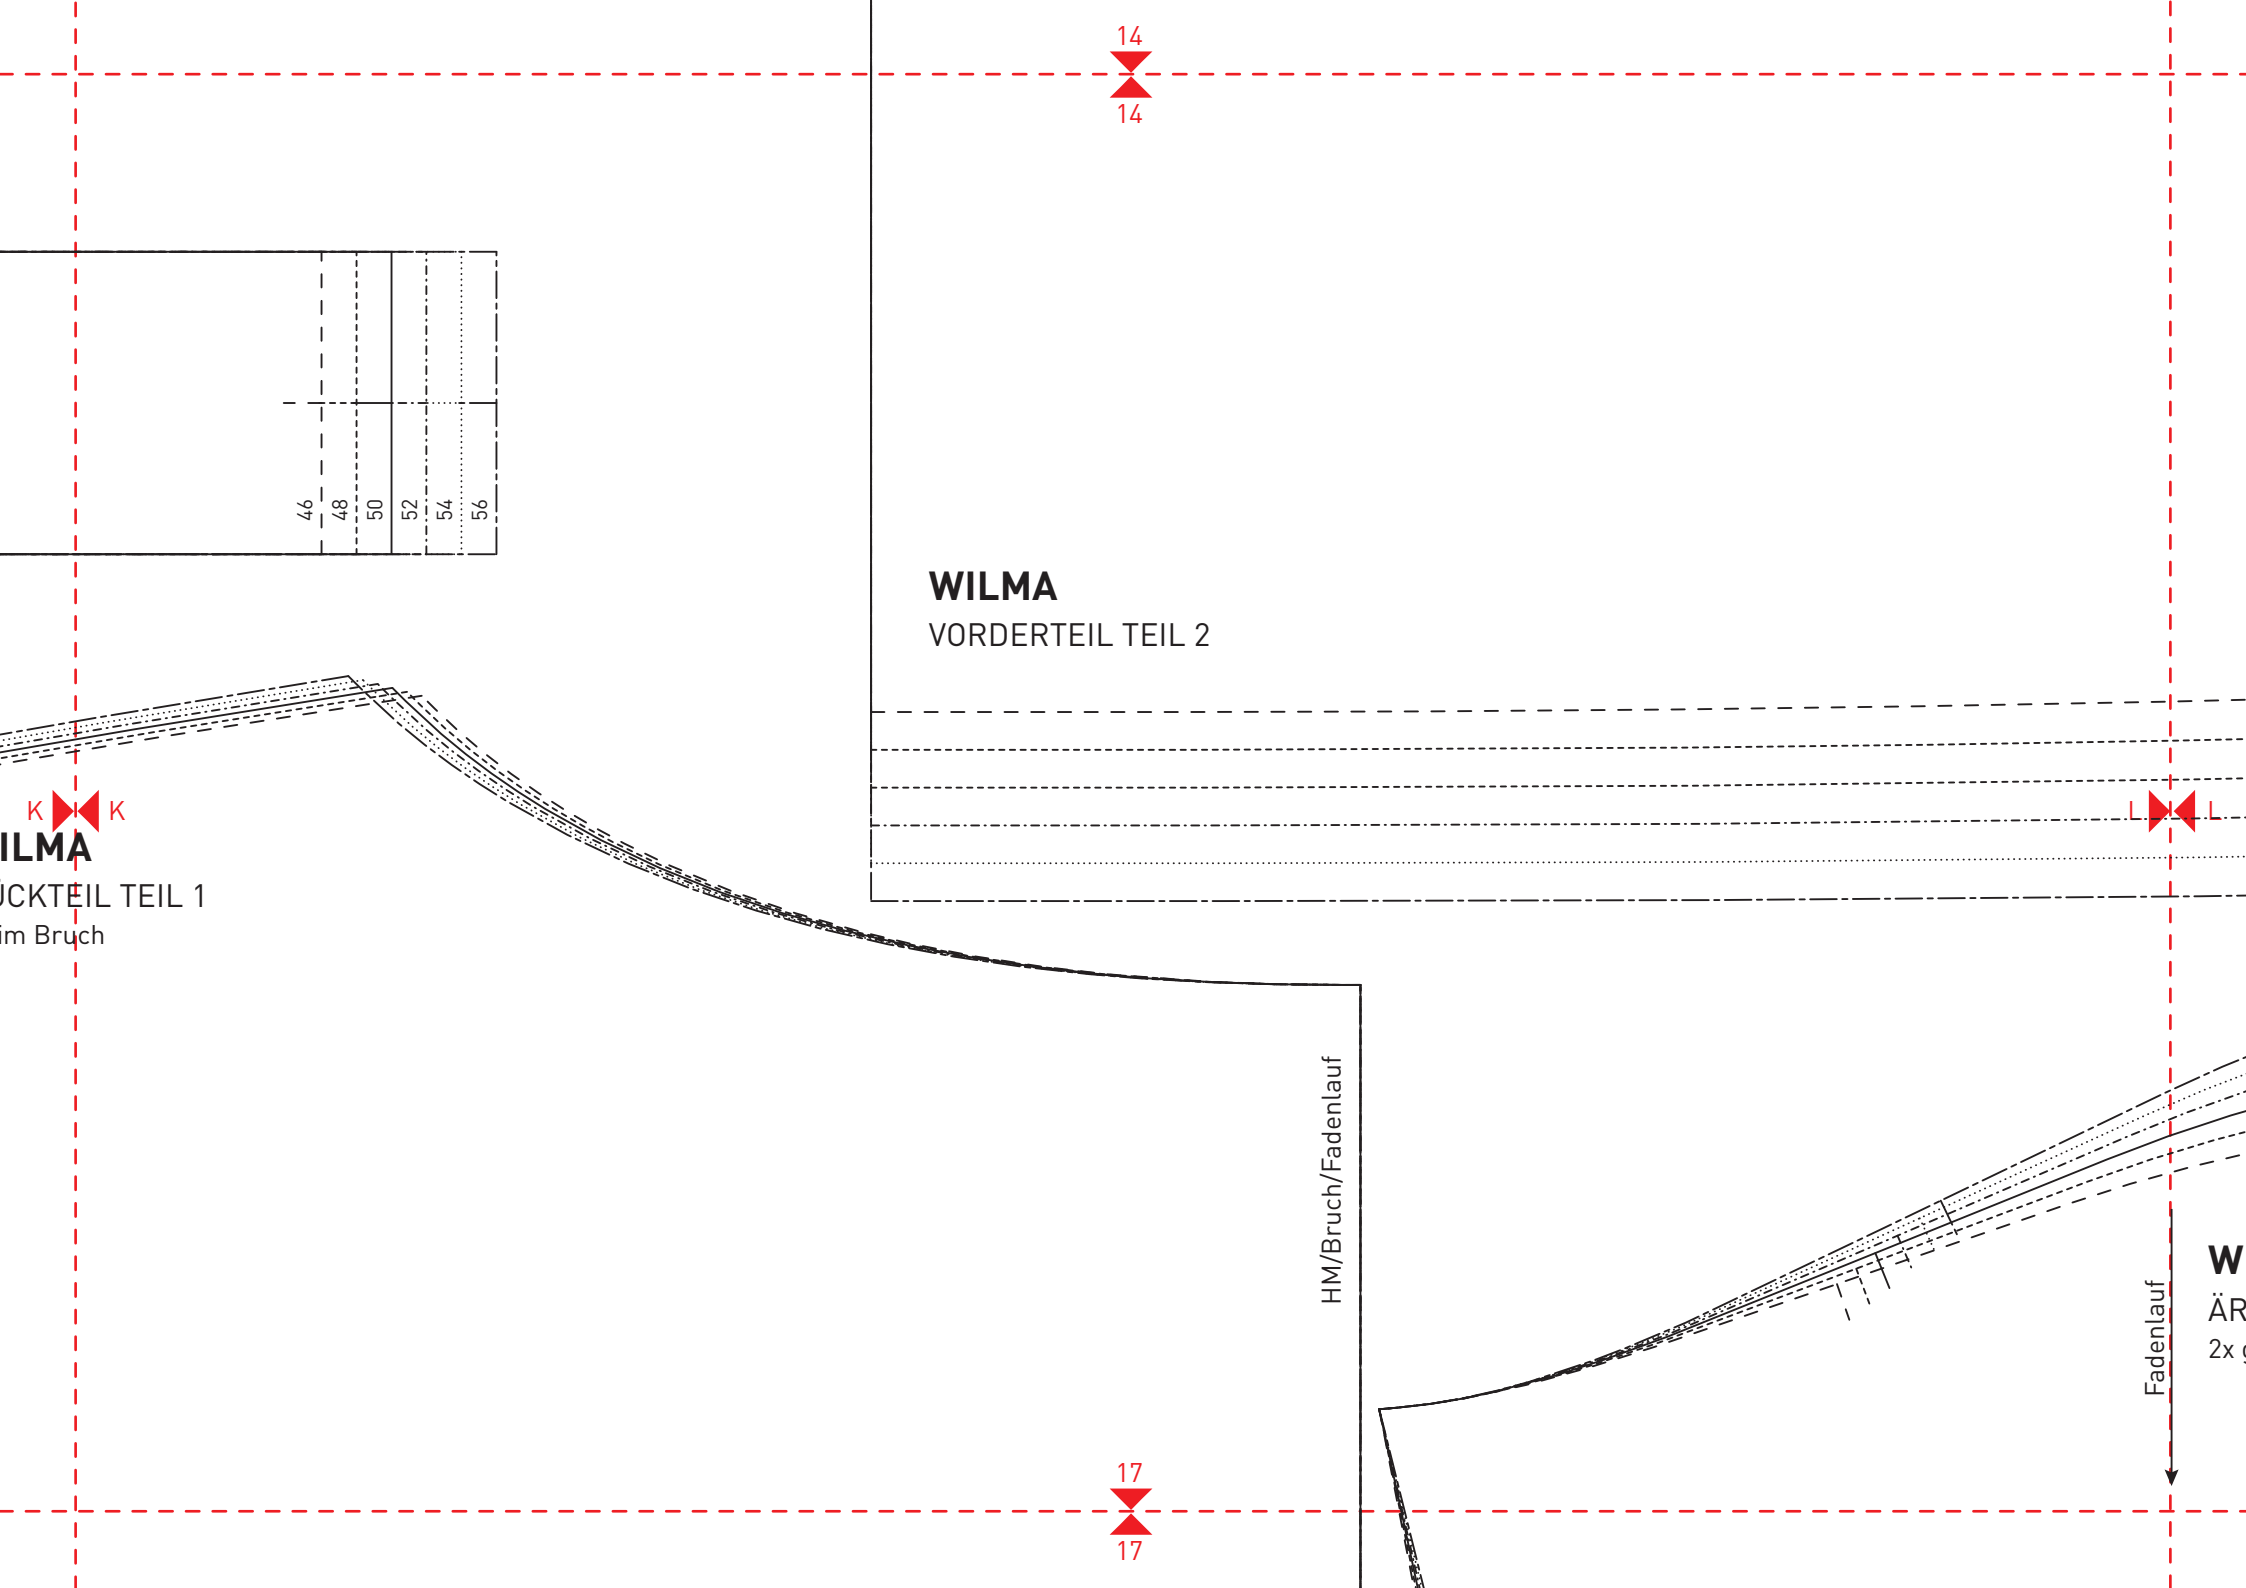 14
14
46
48
50
52
54
56
WILMA
VORDERTEIL TEIL 2
K
K
L
L
ILMA
ÜCKTEIL TEIL 1
im Bruch
HM/Bruch/Fadenlauf
Fadenlauf
W
ÄR
2x g
17
17